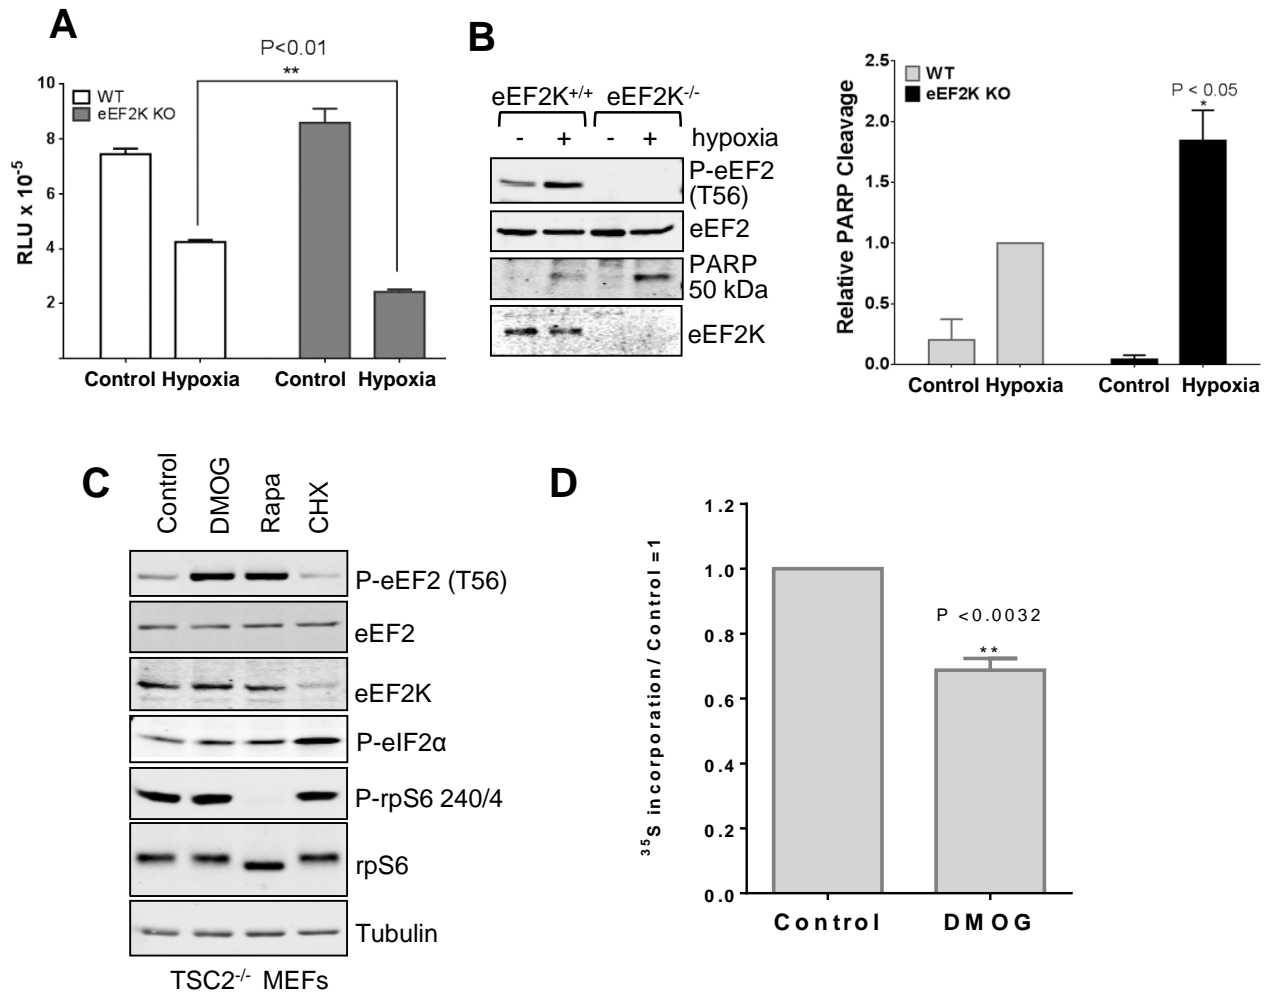 A
P<0.01
**
10
WT
eEF2K KO
8
6
4
2
RLU x 10-5
Control Hypoxia Control Hypoxia
B
eEF2K+/+ eEF2K-/-
- + - + hypoxia
P-eEF2
(T56)
eEF2
PARP
50 kDa
eEF2K
2.5
WT
eEF2K KO
P < 0.05
*
2.0
1.5
1.0
0.5
0.0
Relative PARP Cleavage
Control Hypoxia Control Hypoxia
C
Control DMOG Rapa CHX
P-eEF2 (T56)
eEF2
eEF2K
P-eIF2α
P-rpS6 240/4
rpS6
Tubulin
TSC2-/- MEFs
D
1.2
1.0
0.8
0.6
0.4
0.2
0.0
35S incorporation/ Control = 1
P <0.0032
**
Control DMOG